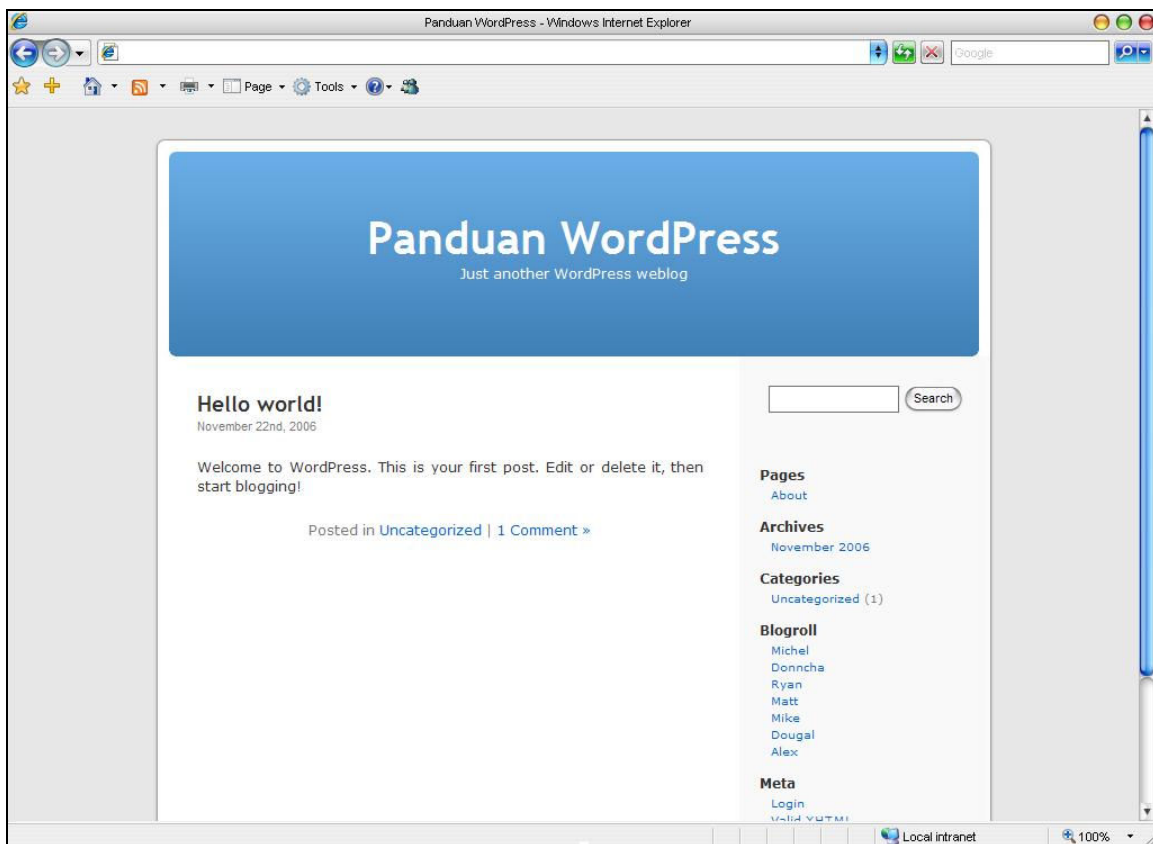 Panduan WordPress - Windows Internet Explorer
Google
Page Tools
Panduan WordPress
Just another WordPress weblog
Hello world!
November 22nd, 2006
Welcome to WordPress. This is your first post. Edit or delete it, then
start blogging!
Posted in Uncategorized | 1 Comment »
Search
Pages
About
Archives
November 2006
Categories
Uncategorized (1)
Blogroll
Michel
Donncha
Ryan
Matt
Mike
Dougal
Alex
Meta
Login
Valid XHTML
Local intranet 100%